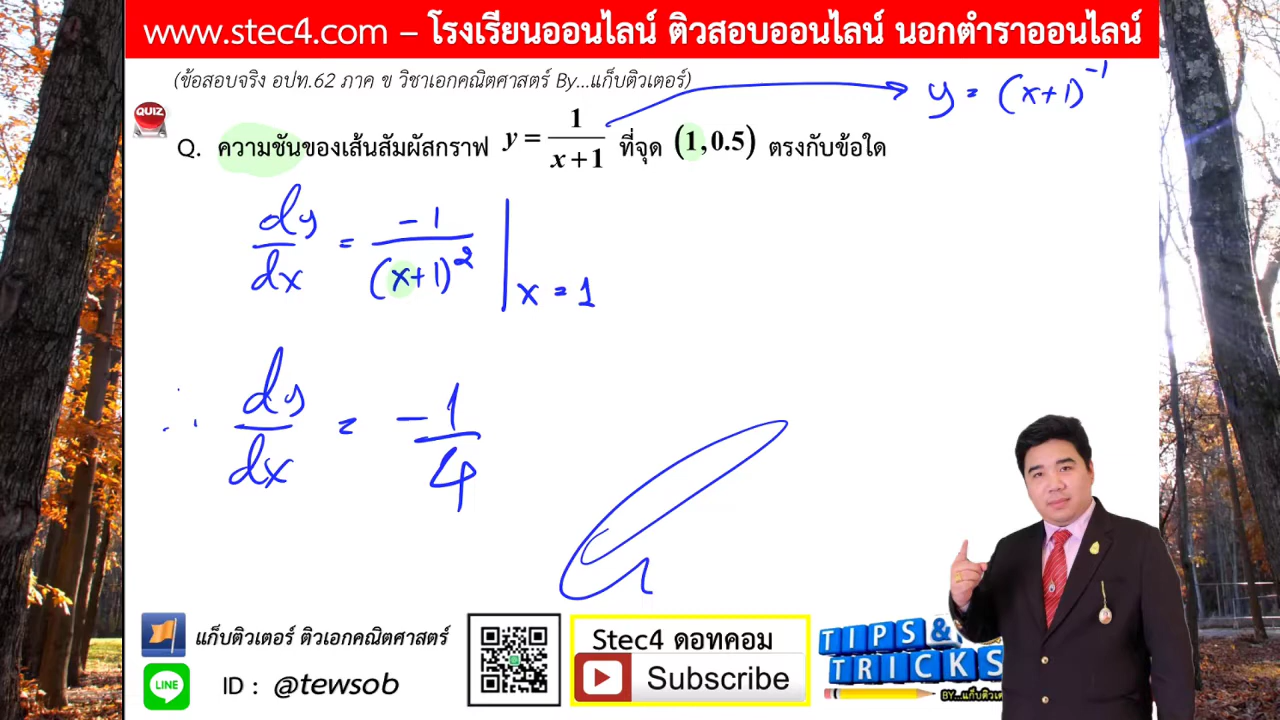 www.stec4.com – โรงเรียนออนไลน์ ติวสอบออนไลน์ นอกตำราออนไลน์
(ข้อสอบจริง อปท.62 ภาค ข วิชาเอกคณิตศาสตร์ By...แก็บติวเตอร์)
y = (x+1)^-1
QUIZ
Q. ความชันของเส้นสัมผัสกราฟ y = 1/(x+1) ที่จุด (1,0.5) ตรงกับข้อใด
dy/dx = -1/(x+1)^2 | x = 1
∴ dy/dx = -1/4
แก็บติวเตอร์ ติวเอกคณิตศาสตร์
LINE ID : @tewsob
Stec4 ดอทคอม
Subscribe
TIPS &
TRICKS